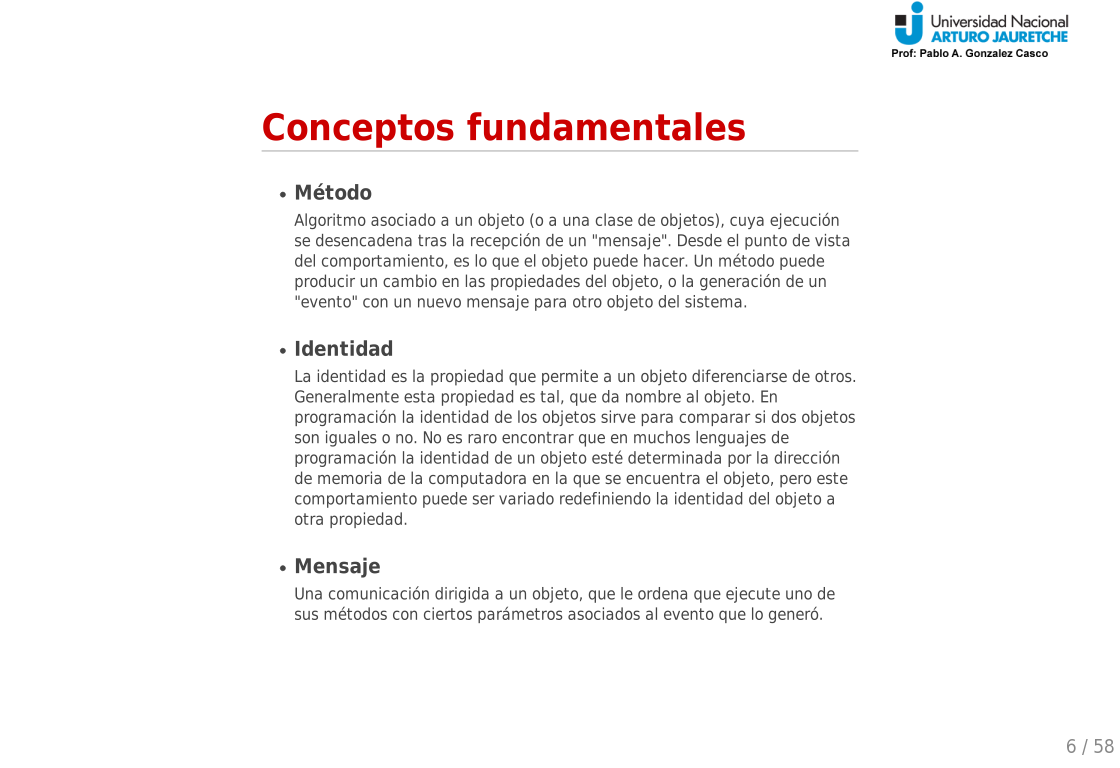 Universidad Nacional
ARTURO JAURETCHE
Prof: Pablo A. Gonzalez Casco
Conceptos fundamentales
• Método
Algoritmo asociado a un objeto (o a una clase de objetos), cuya ejecución
se desencadena tras la recepción de un "mensaje". Desde el punto de vista
del comportamiento, es lo que el objeto puede hacer. Un método puede
producir un cambio en las propiedades del objeto, o la generación de un
"evento" con un nuevo mensaje para otro objeto del sistema.
• Identidad
La identidad es la propiedad que permite a un objeto diferenciarse de otros.
Generalmente esta propiedad es tal, que da nombre al objeto. En
programación la identidad de los objetos sirve para comparar si dos objetos
son iguales o no. No es raro encontrar que en muchos lenguajes de
programación la identidad de un objeto esté determinada por la dirección
de memoria de la computadora en la que se encuentra el objeto, pero este
comportamiento puede ser variado redefiniendo la identidad del objeto a
otra propiedad.
• Mensaje
Una comunicación dirigida a un objeto, que le ordena que ejecute uno de
sus métodos con ciertos parámetros asociados al evento que lo generó.
6 / 58